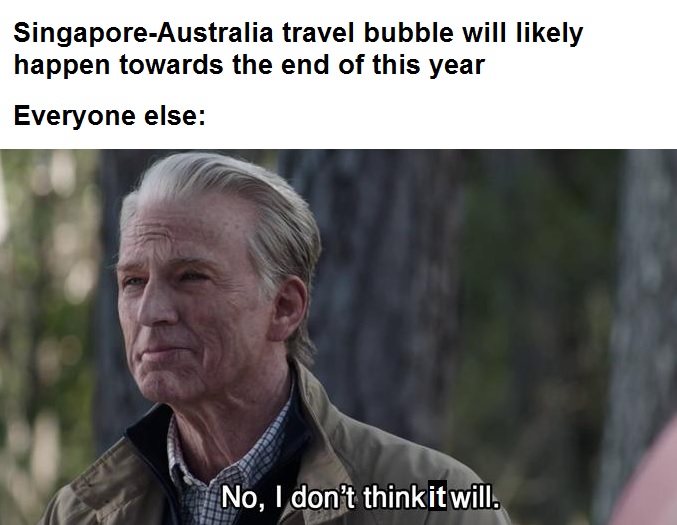 Singapore-Australia travel bubble will likely
happen towards the end of this year
Everyone else:
No, I don't think it will.